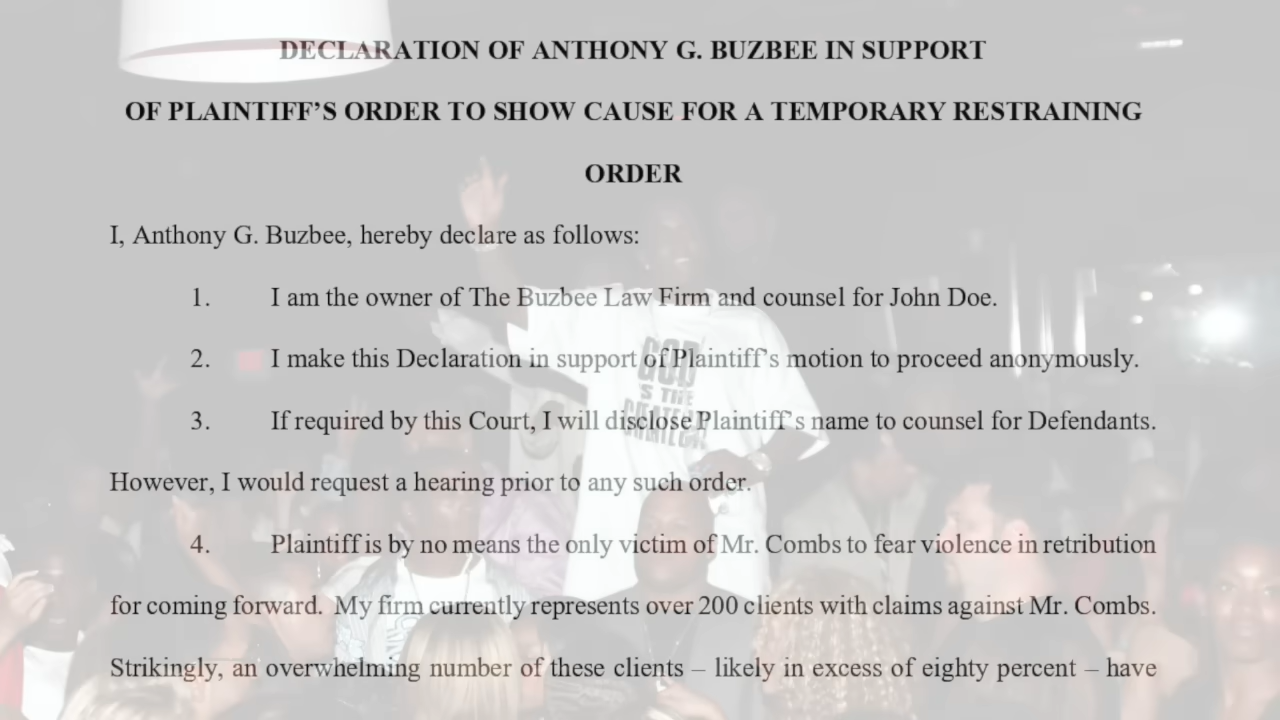 DECLARATION OF ANTHONY G. BUZBEE IN SUPPORT
OF PLAINTIFF’S ORDER TO SHOW CAUSE FOR A TEMPORARY RESTRAINING
ORDER
I, Anthony G. Buzbee, hereby declare as follows:
1. I am the owner of The Buzbee Law Firm and counsel for John Doe.
2. I make this Declaration in support of Plaintiff’s motion to proceed anonymously.
3. If required by this Court, I will disclose Plaintiff’s name to counsel for Defendants.
However, I would request a hearing prior to any such order.
4. Plaintiff is by no means the only victim of Mr. Combs to fear violence in retribution
for coming forward. My firm currently represents over 200 clients with claims against Mr. Combs.
Strikingly, an overwhelming number of these clients – likely in excess of eighty percent – have
GOD
IS THE
GREATEST